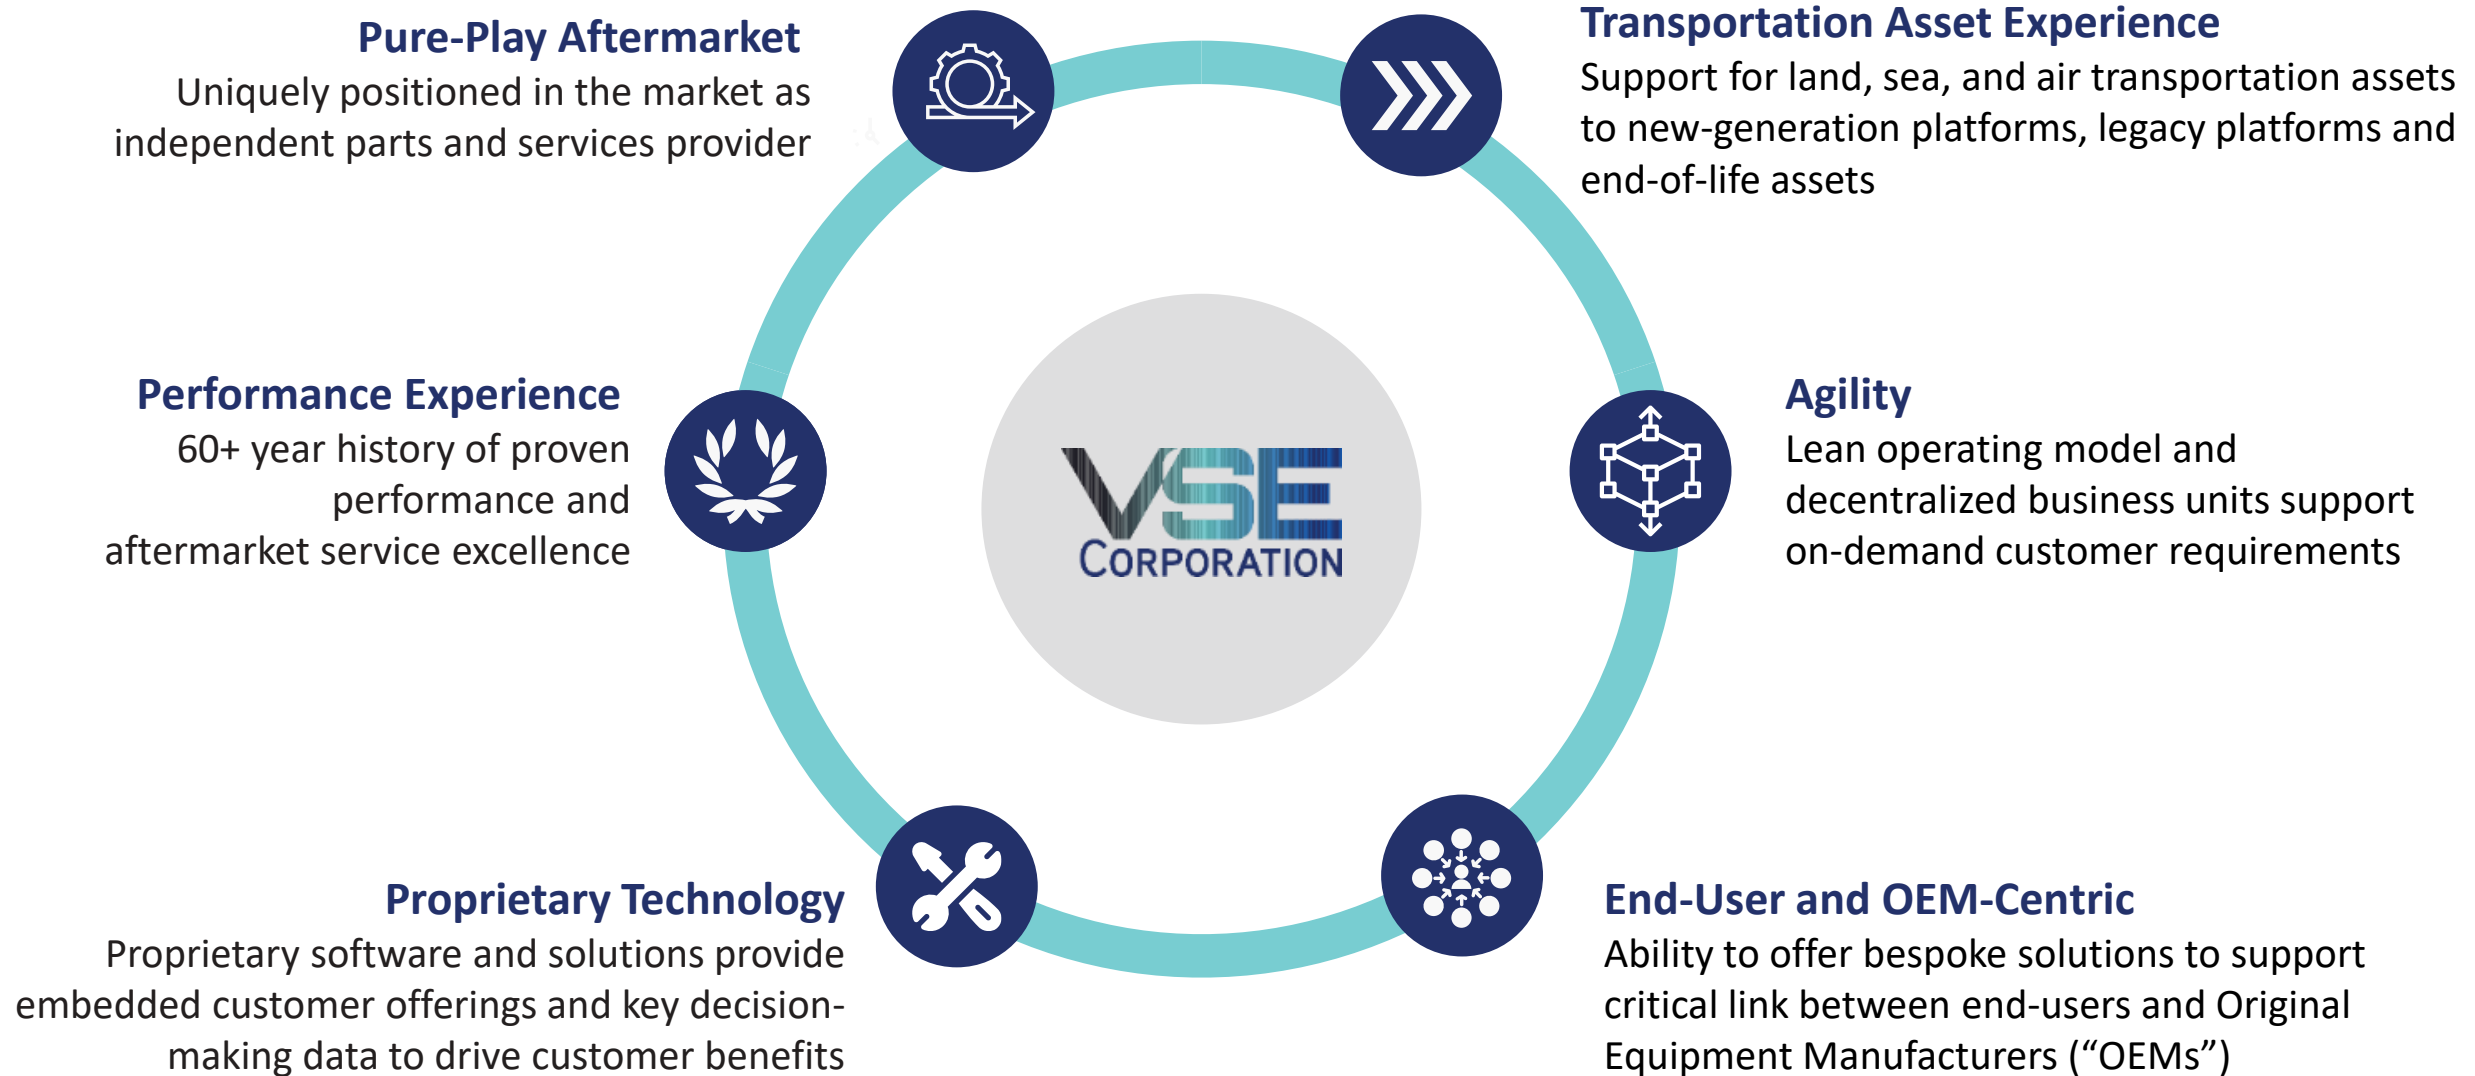 Pure-Play Aftermarket
Uniquely positioned in the market as
independent parts and services provider
Transportation Asset Experience
Support for land, sea, and air transportation assets
to new-generation platforms, legacy platforms and
end-of-life assets
Performance Experience
60+ year history of proven
performance and
aftermarket service excellence
VSE
CORPORATION
Agility
Lean operating model and
decentralized business units support
on-demand customer requirements
Proprietary Technology
Proprietary software and solutions provide
embedded customer offerings and key decision-
making data to drive customer benefits
End-User and OEM-Centric
Ability to offer bespoke solutions to support
critical link between end-users and Original
Equipment Manufacturers (“OEMs”)